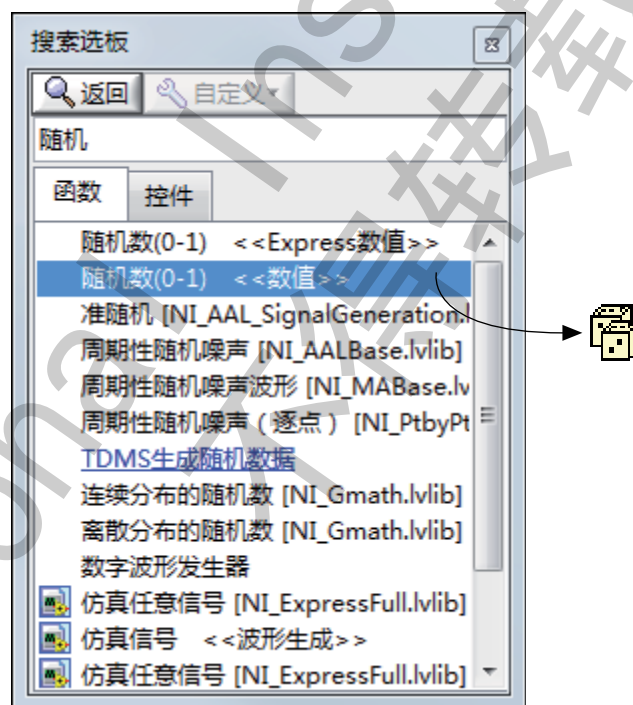 搜索选板
返回 自定义
随机
函数 控件
随机数(0-1) <<Express数值>>
随机数(0-1) <<数值>>
准随机 [NI_AAL_SignalGeneration.l
周期性随机噪声 [NI_AALBase.lvlib]
周期性随机噪声波形 [NI_MABase.lv
周期性随机噪声（逐点） [NI_PtbyPt
TDMS生成随机数据
连续分布的随机数 [NI_Gmath.lvlib]
离散分布的随机数 [NI_Gmath.lvlib]
数字波形发生器
仿真任意信号 [NI_ExpressFull.lvlib]
仿真信号 <<波形生成>>
仿真任意信号 [NI_ExpressFull.lvlib]